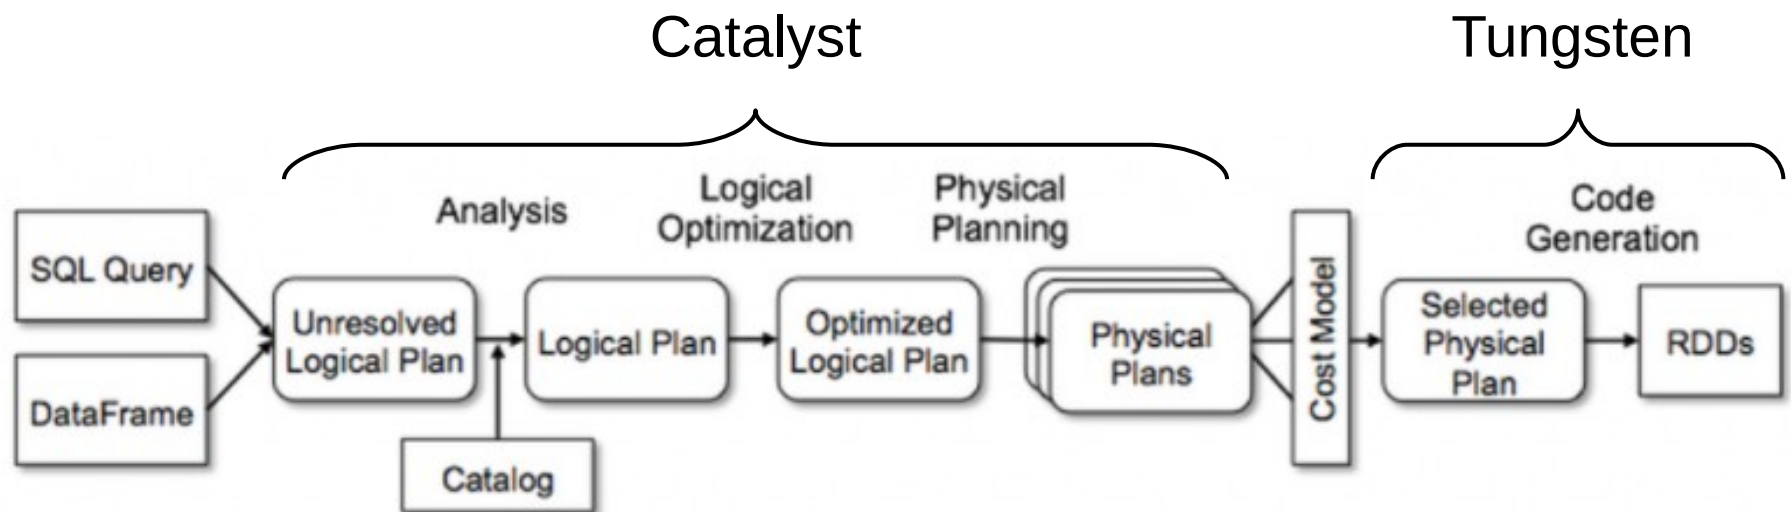 Catalyst
Tungsten
Analysis
Logical
Optimization
Physical
Planning
Code
Generation
SQL Query
DataFrame
Unresolved
Logical Plan
Catalog
Logical Plan
Optimized
Logical Plan
Physical
Plans
Cost Model
Selected
Physical
Plan
RDDs